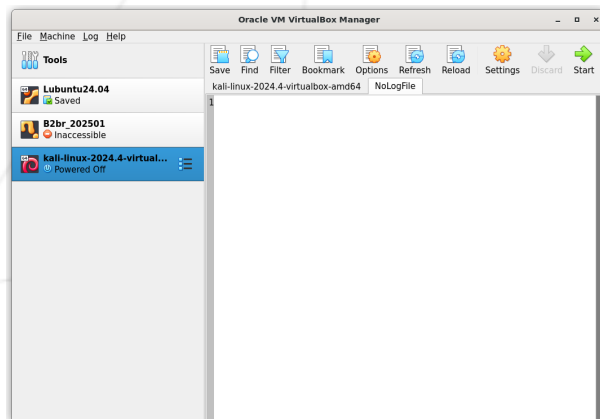 Oracle VM VirtualBox Manager
File Machine Log Help
Tools
Lubuntu24.04
Saved
B2br_202501
Inaccessible
kali-linux-2024.4-virtual...
Powered Off
Save Find Filter Bookmark Options Refresh Reload Settings Discard Start
kali-linux-2024.4-virtualbox-amd64 NoLogFile
1